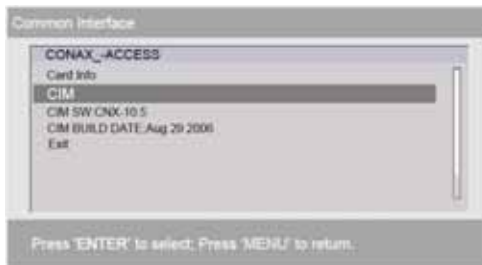 Common Interface
CONAX_-ACCESS
Card Info
CIM
CIM SW:CNX-10.5
CIM BUILD DATE:Aug 29 2006
Exit
Press 'ENTER' to select; Press 'MENU' to return.